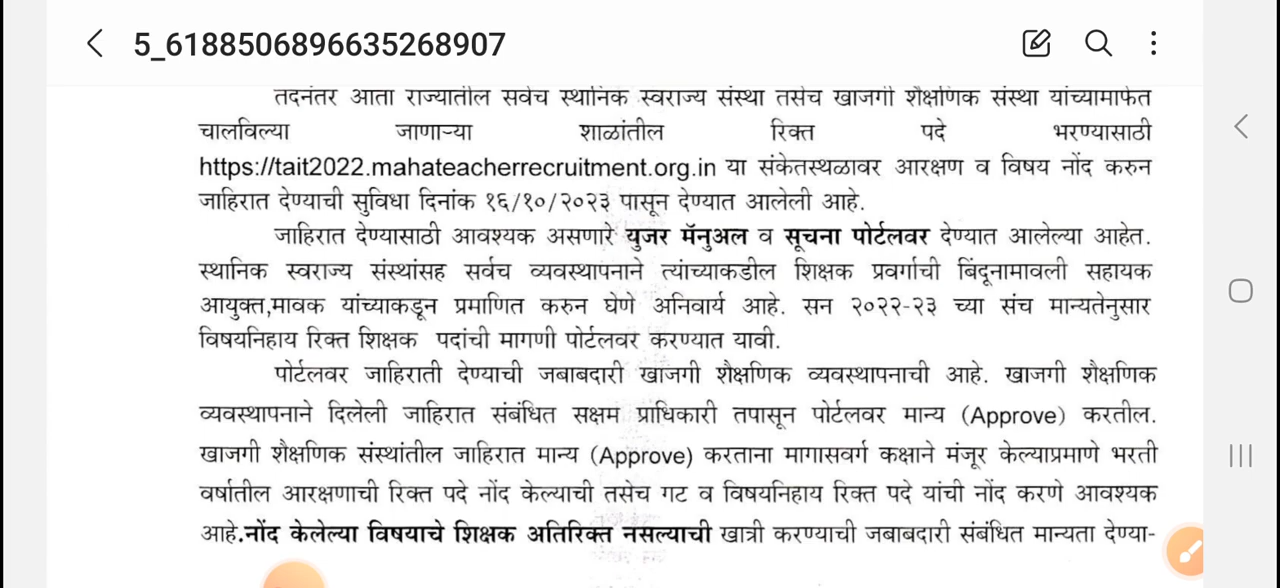 5_6188506896635268907
तदनंतर आता राज्यातील सर्वच स्थानिक स्वराज्य संस्था तसेच खाजगी शैक्षणिक संस्था यांच्यामार्फत
चालविल्या जाणाऱ्या शाळांतील रिक्त पदे भरण्यासाठी
https://tait2022.mahateacherrecruitment.org.in या संकेतस्थळावर आरक्षण व विषय नोंद करुन
जाहिरात देण्याची सुविधा दिनांक १६/१०/२०२३ पासून देण्यात आलेली आहे.
जाहिरात देण्यासाठी आवश्यक असणारे युजर मॅनुअल व सूचना पोर्टलवर देण्यात आलेल्या आहेत.
स्थानिक स्वराज्य संस्थांसह सर्वच व्यवस्थापनाने त्यांच्याकडील शिक्षक प्रवर्गाची बिंदूनामावली सहायक
आयुक्त,मावक यांच्याकडून प्रमाणित करुन घेणे अनिवार्य आहे. सन २०२२-२३ च्या संच मान्यतेनुसार
विषयनिहाय रिक्त शिक्षक पदांची मागणी पोर्टलवर करण्यात यावी.
पोर्टलवर जाहिराती देण्याची जबाबदारी खाजगी शैक्षणिक व्यवस्थापनाची आहे. खाजगी शैक्षणिक
व्यवस्थापनाने दिलेली जाहिरात संबंधित सक्षम प्राधिकारी तपासून पोर्टलवर मान्य (Approve) करतील.
खाजगी शैक्षणिक संस्थांतील जाहिरात मान्य (Approve) करताना मागासवर्ग कक्षाने मंजूर केल्याप्रमाणे भरती
वर्षातील आरक्षणाची रिक्त पदे नोंद केल्याची तसेच गट व विषयनिहाय रिक्त पदे यांची नोंद करणे आवश्यक
आहे.नोंद केलेल्या विषयाचे शिक्षक अतिरिक्त नसल्याची खात्री करण्याची जबाबदारी संबंधित मान्यता देण्या-